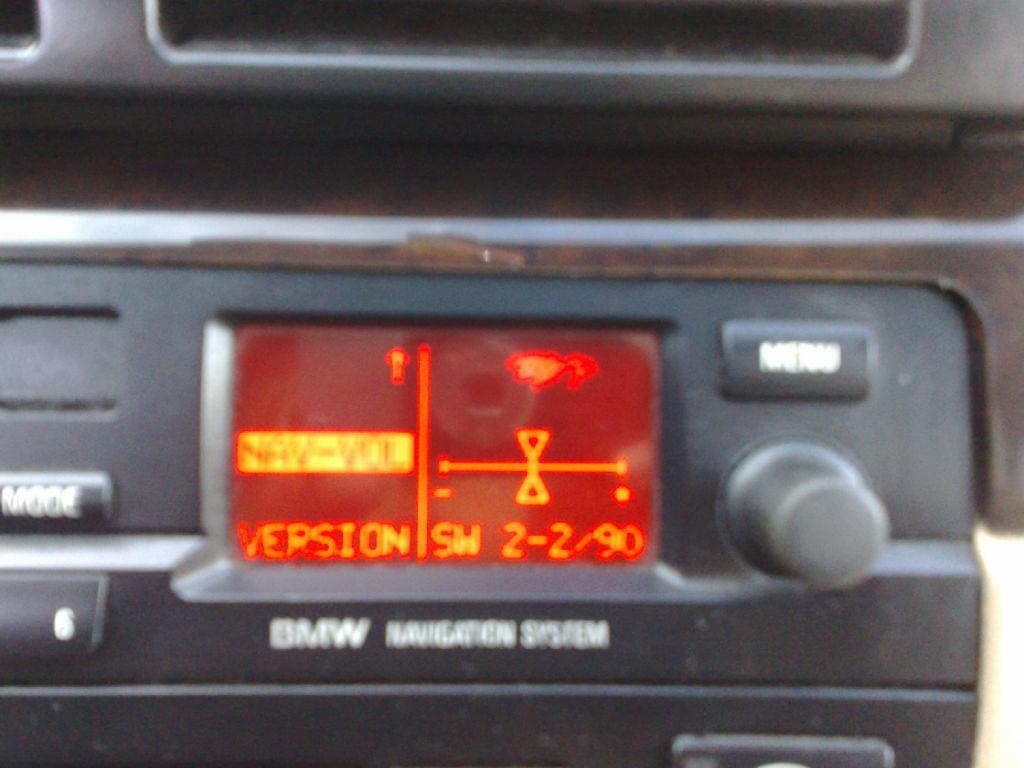 MENU
NAV-VOL
- +
MODE
VERSION SW 2-2/90
6
BMW NAVIGATION SYSTEM